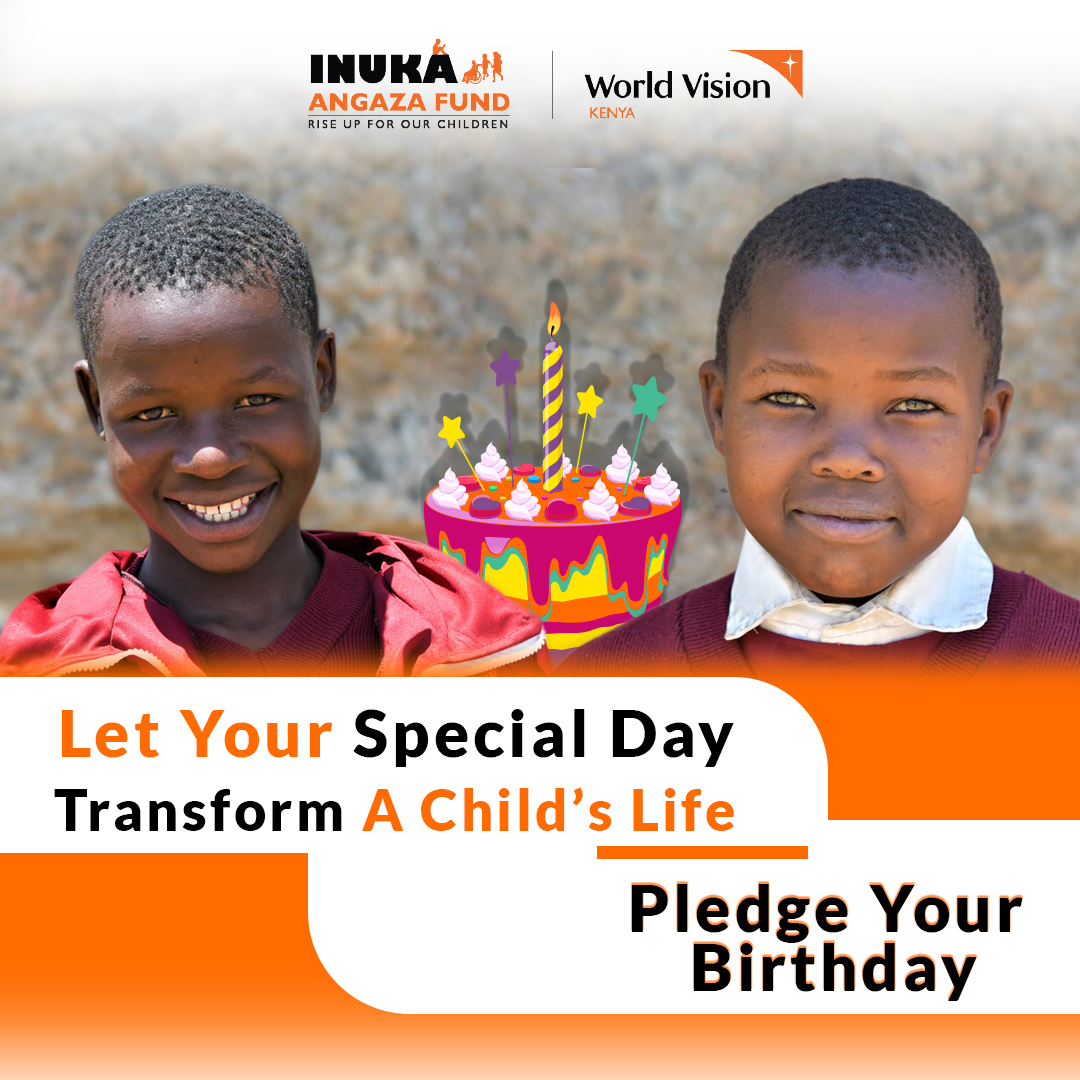 INUKA
ANGAZA FUND
RISE UP FOR OUR CHILDREN
World Vision
KENYA
Let Your Special Day
Transform A Child’s Life
Pledge Your
Birthday